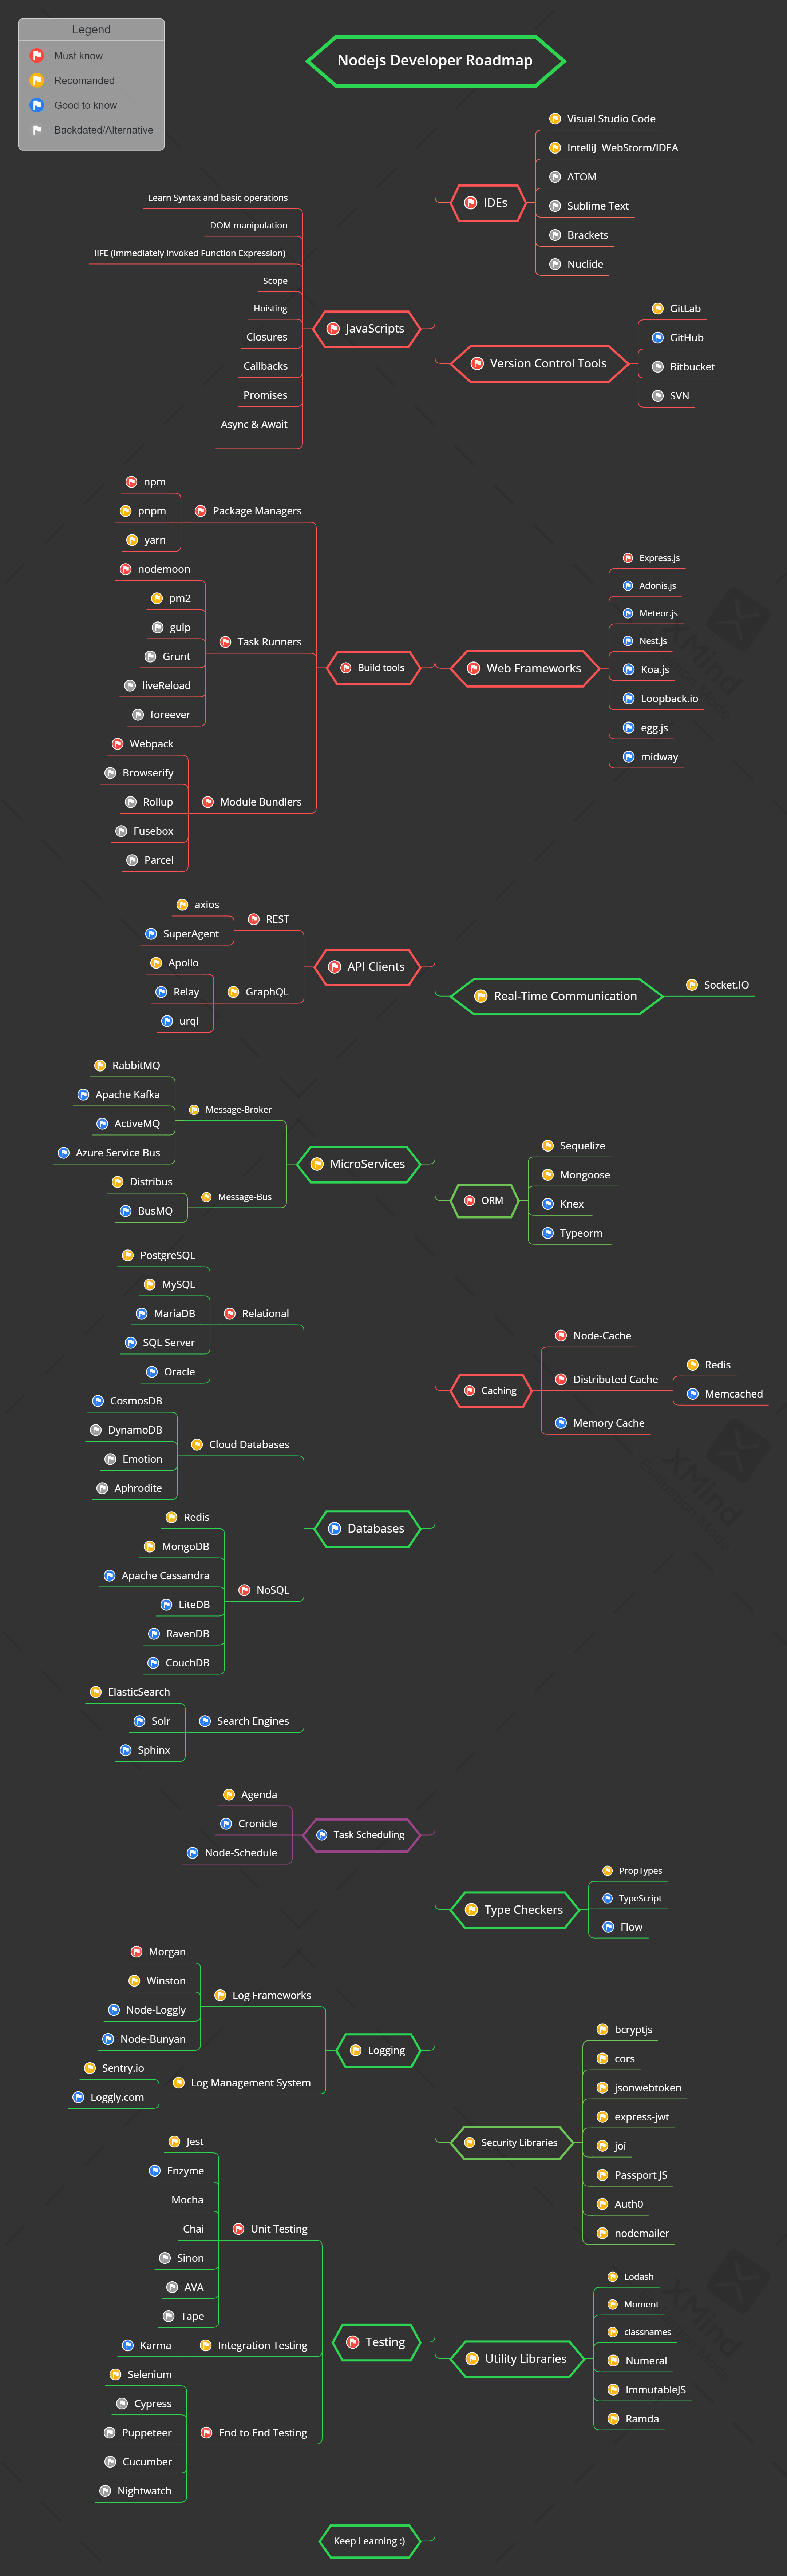 Legend
Must know
Recomanded
Good to know
Backdated/Alternative
Nodejs Developer Roadmap
IDEs
Visual Studio Code
IntelliJ WebStorm/IDEA
ATOM
Sublime Text
Brackets
Nuclide
JavaScripts
Learn Syntax and basic operations
DOM manipulation
IIFE (Immediately Invoked Function Expression)
Scope
Hoisting
Closures
Callbacks
Promises
Async & Await
Version Control Tools
GitLab
GitHub
Bitbucket
SVN
Build tools
Package Managers
npm
pnpm
yarn
Task Runners
nodemoon
pm2
gulp
Grunt
liveReload
foreever
Module Bundlers
Webpack
Browserify
Rollup
Fusebox
Parcel
Web Frameworks
Express.js
Adonis.js
Meteor.js
Nest.js
Koa.js
Loopback.io
egg.js
midway
API Clients
REST
axios
SuperAgent
GraphQL
Apollo
Relay
urql
Real-Time Communication
Socket.IO
MicroServices
Message-Broker
RabbitMQ
Apache Kafka
ActiveMQ
Azure Service Bus
Message-Bus
Distribus
BusMQ
ORM
Sequelize
Mongoose
Knex
Typeorm
Databases
Relational
PostgreSQL
MySQL
MariaDB
SQL Server
Oracle
Cloud Databases
CosmosDB
DynamoDB
Emotion
Aphrodite
NoSQL
Redis
MongoDB
Apache Cassandra
LiteDB
RavenDB
CouchDB
Search Engines
ElasticSearch
Solr
Sphinx
Caching
Node-Cache
Distributed Cache
Redis
Memcached
Memory Cache
Task Scheduling
Agenda
Cronicle
Node-Schedule
Type Checkers
PropTypes
TypeScript
Flow
Logging
Log Frameworks
Morgan
Winston
Node-Loggly
Node-Bunyan
Log Management System
Sentry.io
Loggly.com
Security Libraries
bcryptjs
cors
jsonwebtoken
express-jwt
joi
Passport JS
Auth0
nodemailer
Testing
Unit Testing
Jest
Enzyme
Mocha
Chai
Sinon
AVA
Tape
Integration Testing
Karma
End to End Testing
Selenium
Cypress
Puppeteer
Cucumber
Nightwatch
Utility Libraries
Lodash
Moment
classnames
Numeral
ImmutableJS
Ramda
Keep Learning :)
XMind
XMind
Evaluation Mode
XMind